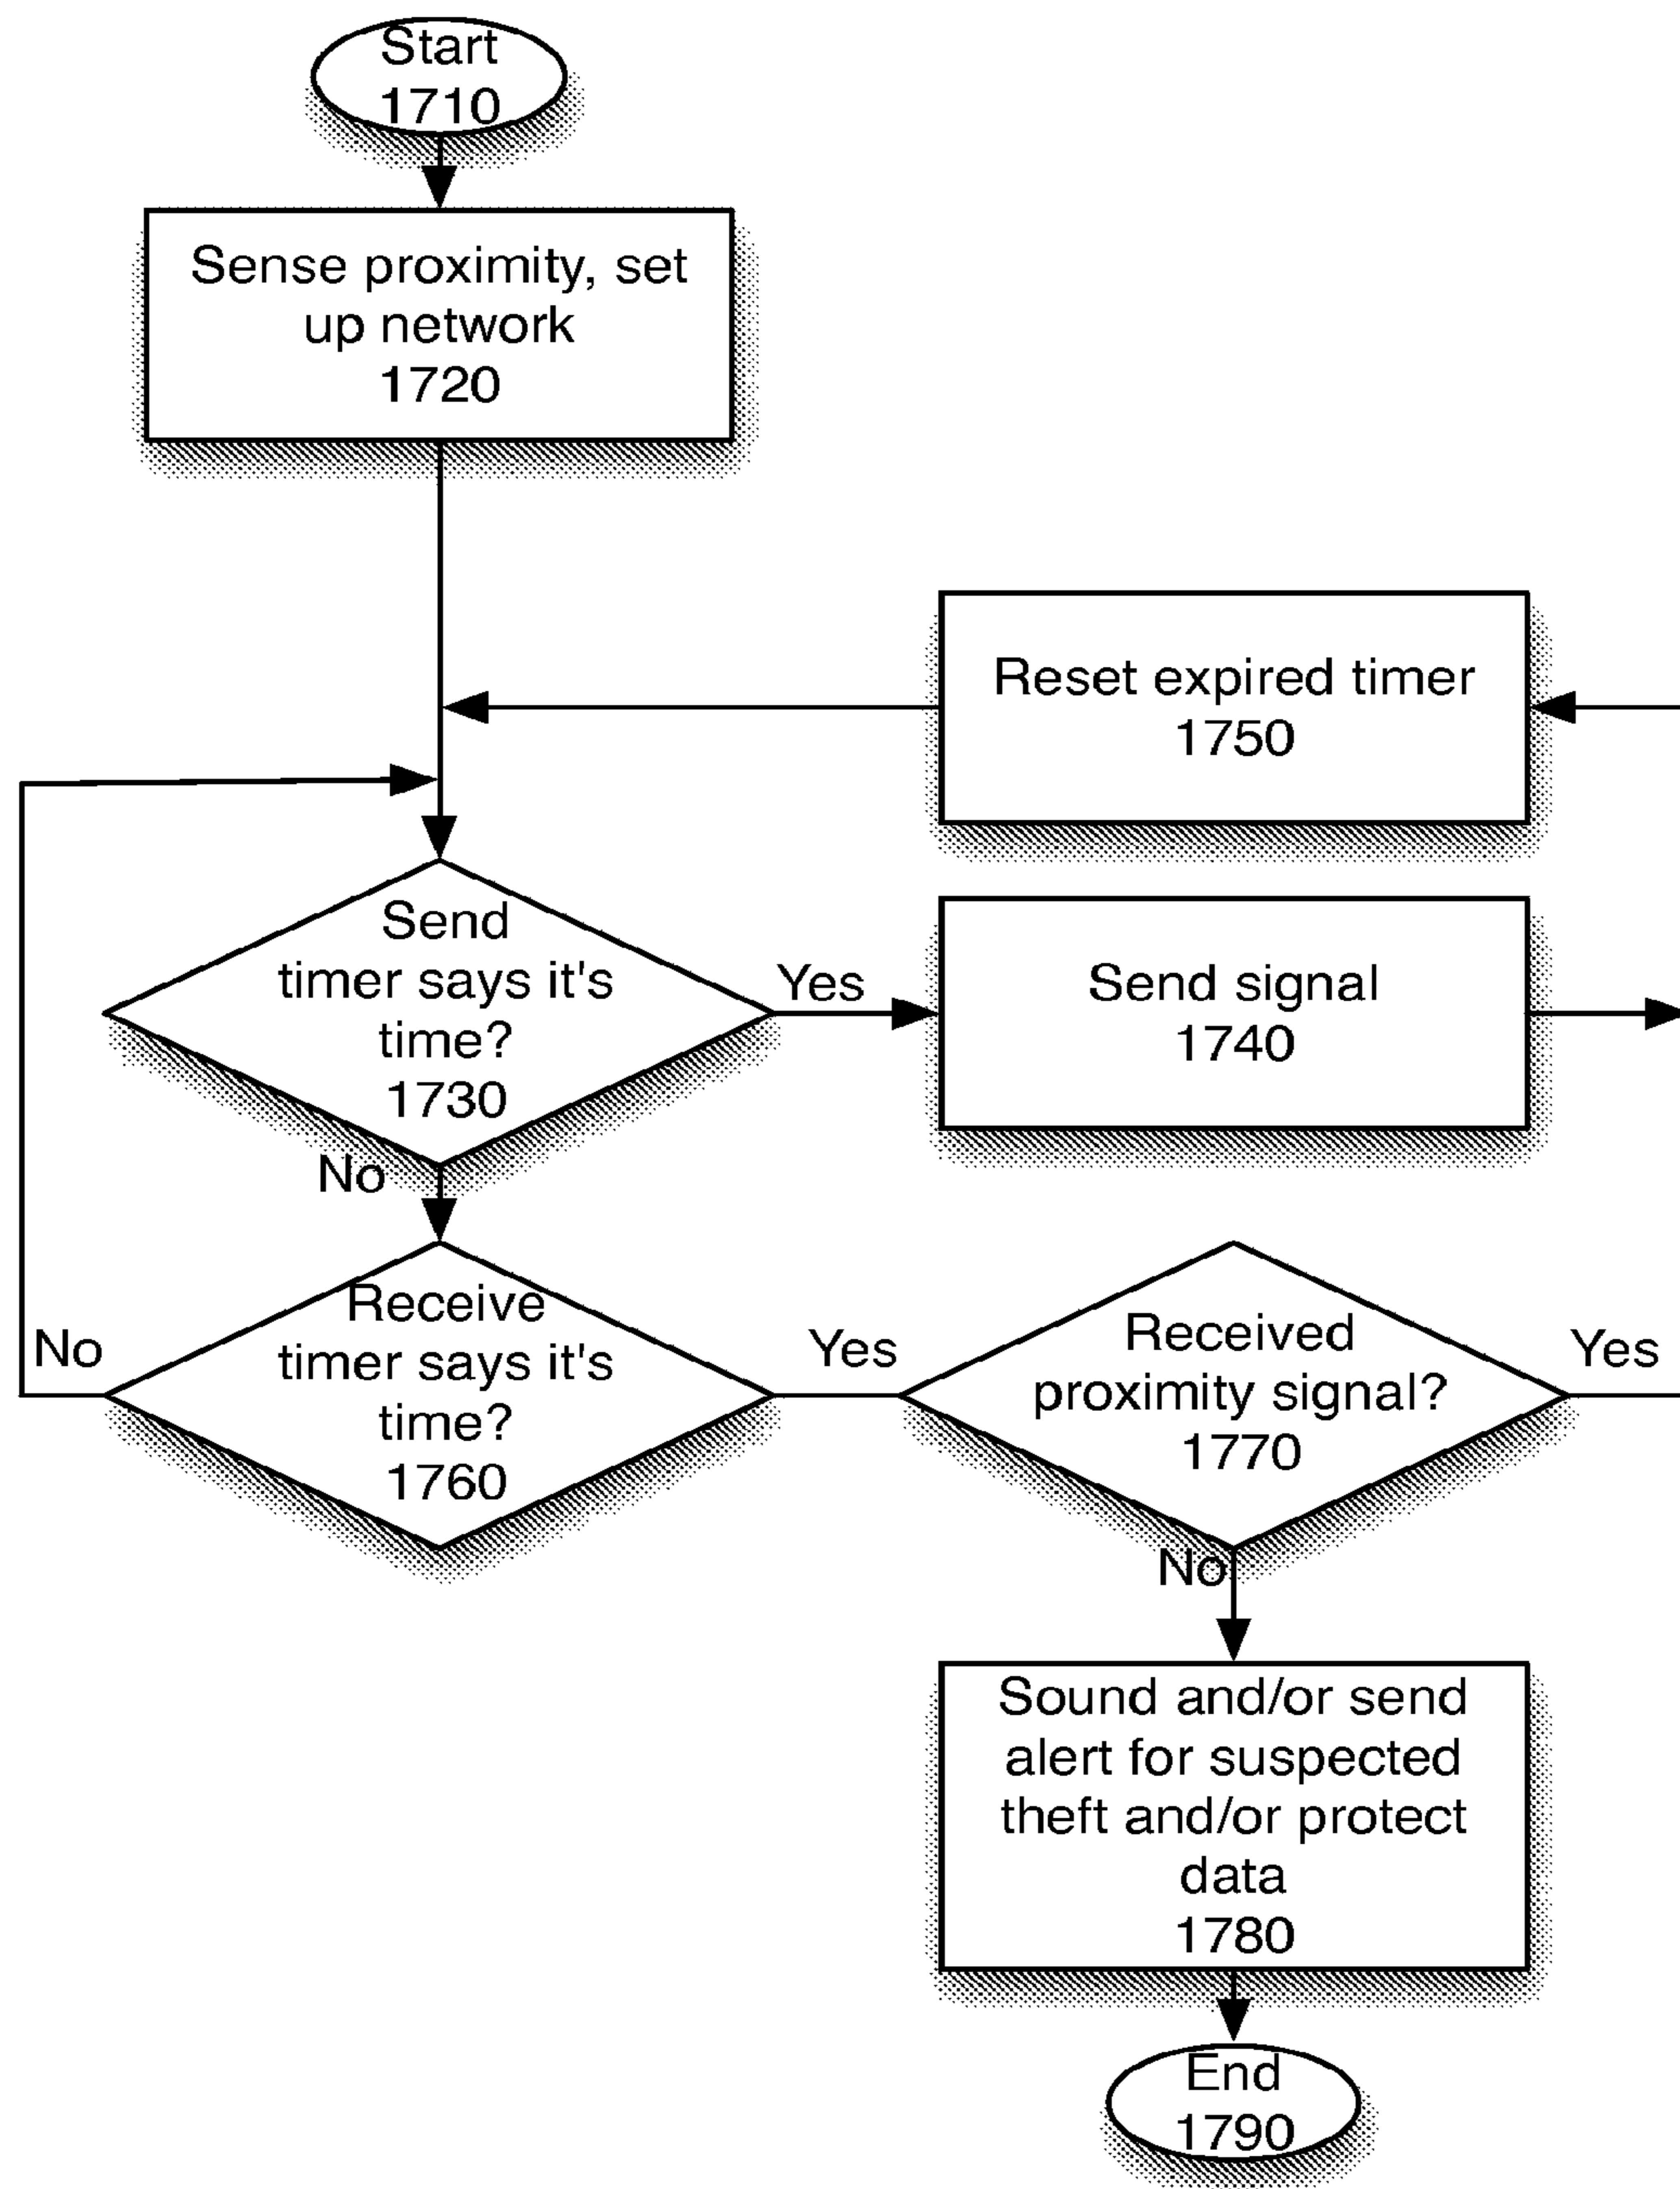 Start
1710
Sense proximity, set
up network
1720
Reset expired timer
1750
Send
timer says it's
time?
1730
Yes
Send signal
1740
No
Receive
timer says it's
time?
1760
No
Yes
Received
proximity signal?
1770
Yes
No
Sound and/or send
alert for suspected
theft and/or protect
data
1780
End
1790